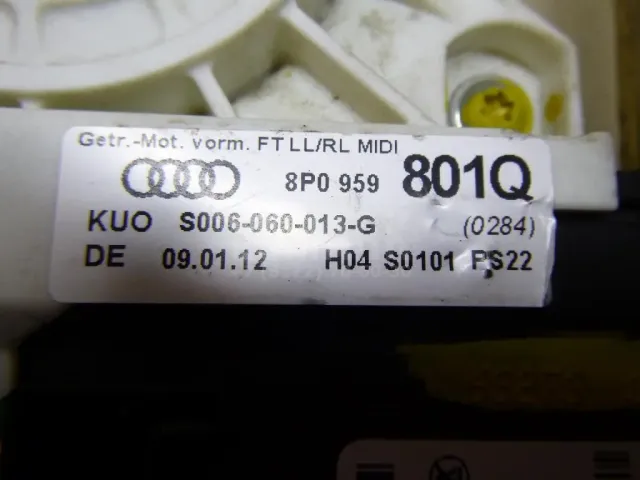 Getr.-Mot. vorm. FT LL/RL MIDI
8P0 959 801Q
KUO S006-060-013-G (0284)
DE 09.01.12 H04 S0101 PS22